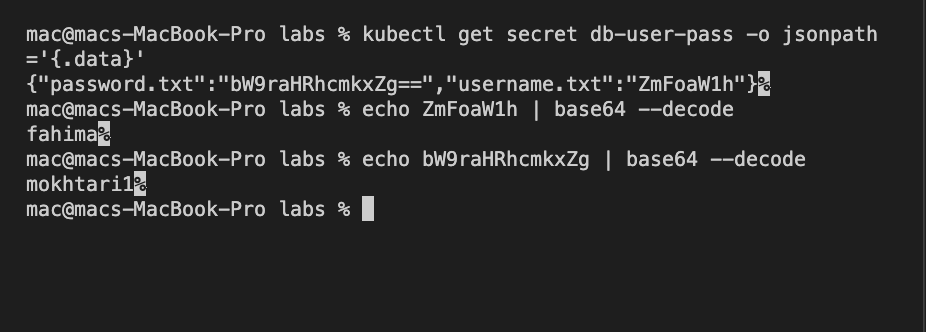 mac@macs-MacBook-Pro labs % kubectl get secret db-user-pass -o jsonpath
='{.data}'
{"password.txt":"bW9raHRhcmkxZg==","username.txt":"ZmFoaW1h"}%
mac@macs-MacBook-Pro labs % echo ZmFoaW1h | base64 --decode
fahima%
mac@macs-MacBook-Pro labs % echo bW9raHRhcmkxZg | base64 --decode
mokhtari1%
mac@macs-MacBook-Pro labs %